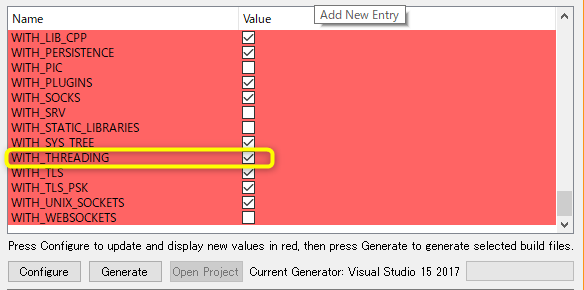 Name Value Add New Entry
WITH_LIB_CPP
WITH_PERSISTENCE
WITH_PIC
WITH_PLUGINS
WITH_SOCKS
WITH_SRV
WITH_STATIC_LIBRARIES
WITH_SYS_TREE
WITH_THREADING
WITH_TLS
WITH_TLS_PSK
WITH_UNIX_SOCKETS
WITH_WEBSOCKETS
Press Configure to update and display new values in red, then press Generate to generate selected build files.
Configure Generate Open Project Current Generator: Visual Studio 15 2017